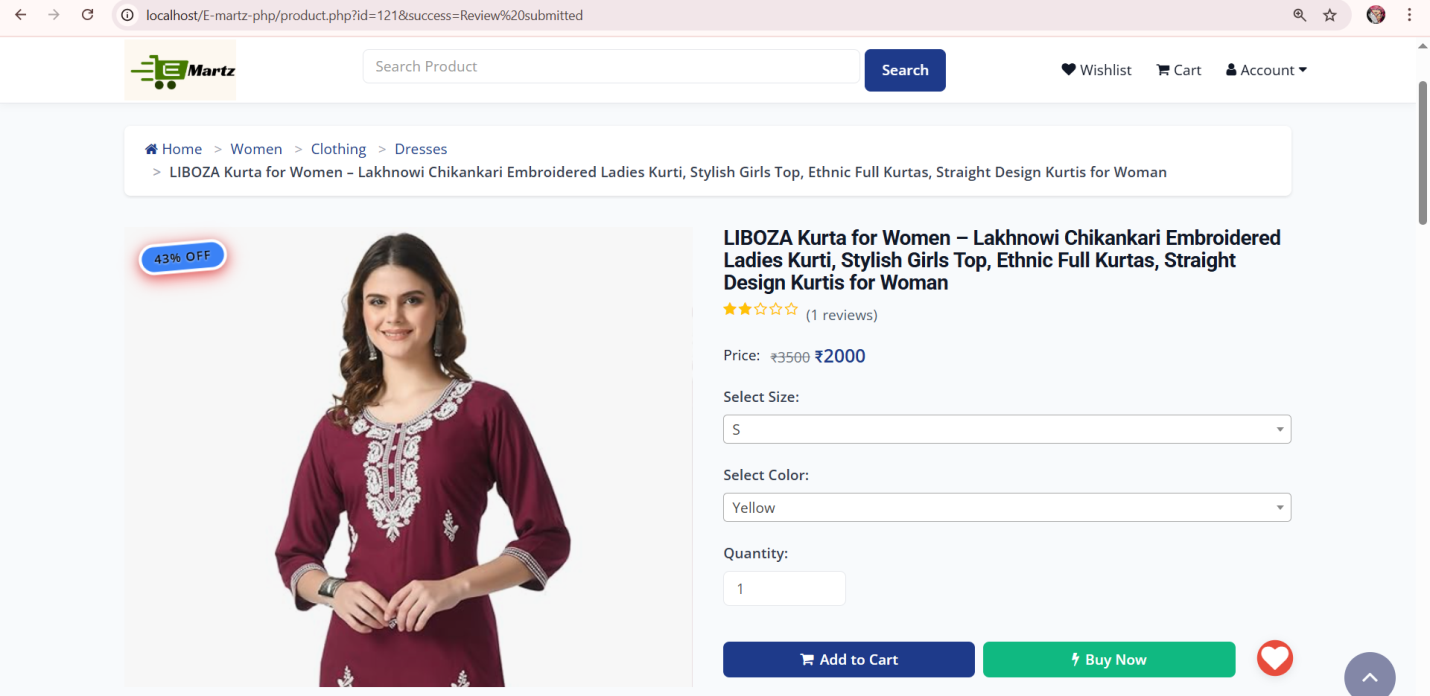 localhost/E-martz-php/product.php?id=121&success=Review%20submitted
E Martz
Search Product
Search
Wishlist
Cart
Account
Home > Women > Clothing > Dresses
> LIBOZA Kurta for Women – Lakhnowi Chikankari Embroidered Ladies Kurti, Stylish Girls Top, Ethnic Full Kurtas, Straight Design Kurtis for Woman
43% OFF
LIBOZA Kurta for Women – Lakhnowi Chikankari Embroidered
Ladies Kurti, Stylish Girls Top, Ethnic Full Kurtas, Straight
Design Kurtis for Woman
(1 reviews)
Price: ₹3500 ₹2000
Select Size:
S
Select Color:
Yellow
Quantity:
1
Add to Cart
Buy Now